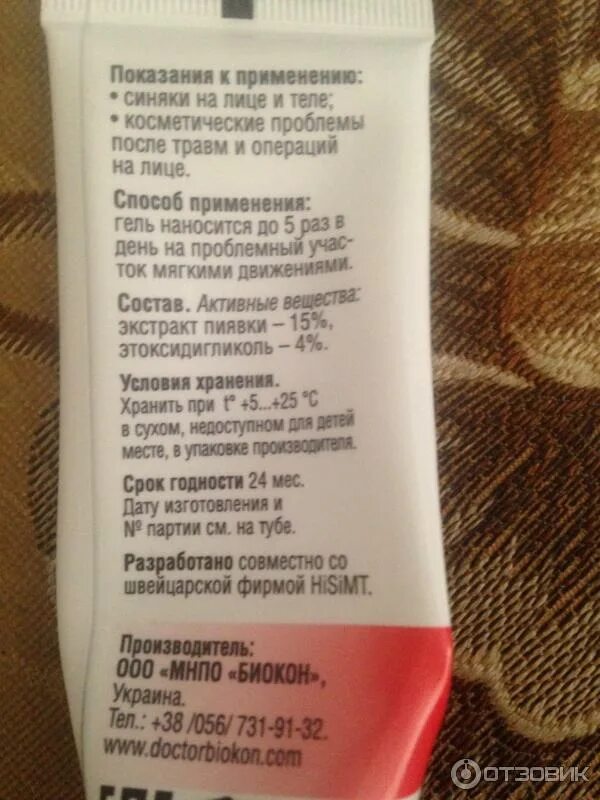 Показания к применению:
• синяки на лице и теле;
• косметические проблемы
после травм и операций
на лице.
Способ применения:
гель наносится до 5 раз в
день на проблемный учас-
ток мягкими движениями.
Состав. Активные вещества:
экстракт пиявки – 15%,
этоксидигликоль – 4%.
Условия хранения.
Хранить при t° +5...+25 °С
в сухом, недоступном для детей
месте, в упаковке производителя.
Срок годности 24 мес.
Дату изготовления и
№ партии см. на тубе.
Разработано совместно со
швейцарской фирмой HiSiMT.
Производитель:
ООО «МНПО «БИОКОН»,
Украина.
Тел.: +38 /056/ 731-91-32.
www.doctorbiokon.com
ОТЗОВИК